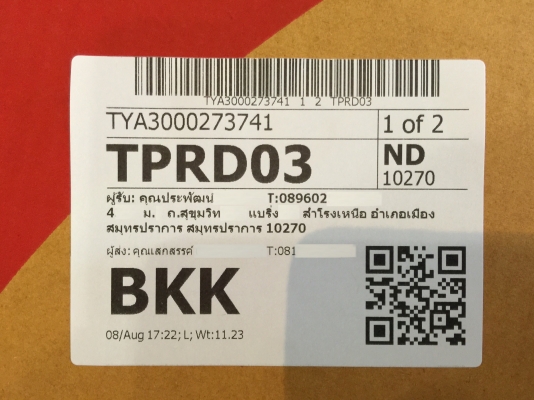 TYA3000273741 1 2 TPRD03
TYA3000273741 1 of 2
TPRD03 ND
10270
ผู้รับ: คุณประพัฒน์ T:089602
4 ม. ถ.สุขุมวิท แบริ่ง สำโรงเหนือ อำเภอเมือง
สมุทรปราการ สมุทรปราการ 10270
ผู้ส่ง: คุณเสกสรรค์ T:081
BKK
08/Aug 17:22; L; Wt:11.23